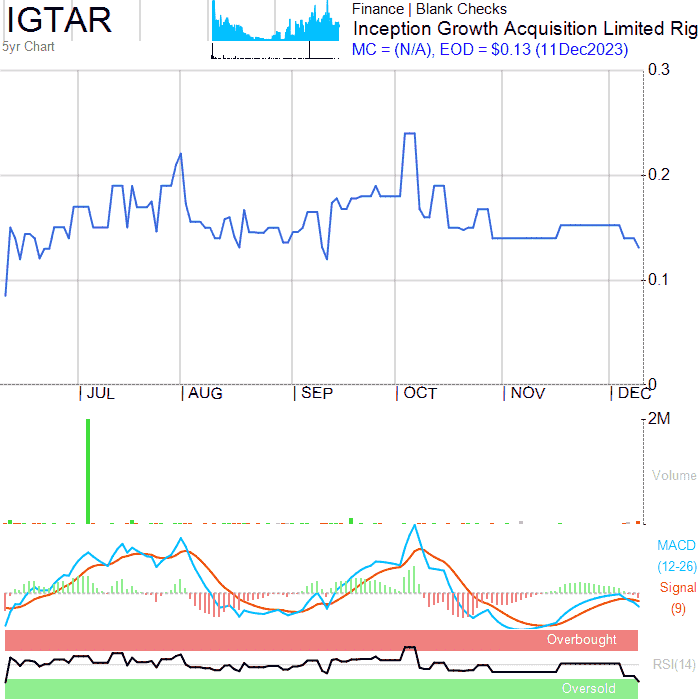 IGTAR
5yr Chart
Finance | Blank Checks
Inception Growth Acquisition Limited Rig
MC = (N/A), EOD = $0.13 (11Dec2023)
0.3
0.2
0.1
0
JUL AUG SEP OCT NOV DEC
2M
Volume
MACD
(12-26)
Signal
(9)
Overbought
RSI(14)
Oversold